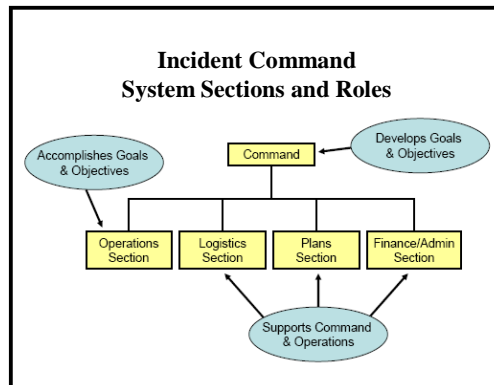 Incident Command
System Sections and Roles
Accomplishes Goals
& Objectives
Develops Goals
& Objectives
Command
Operations
Section
Logistics
Section
Plans
Section
Finance/Admin
Section
Supports Command
& Operations